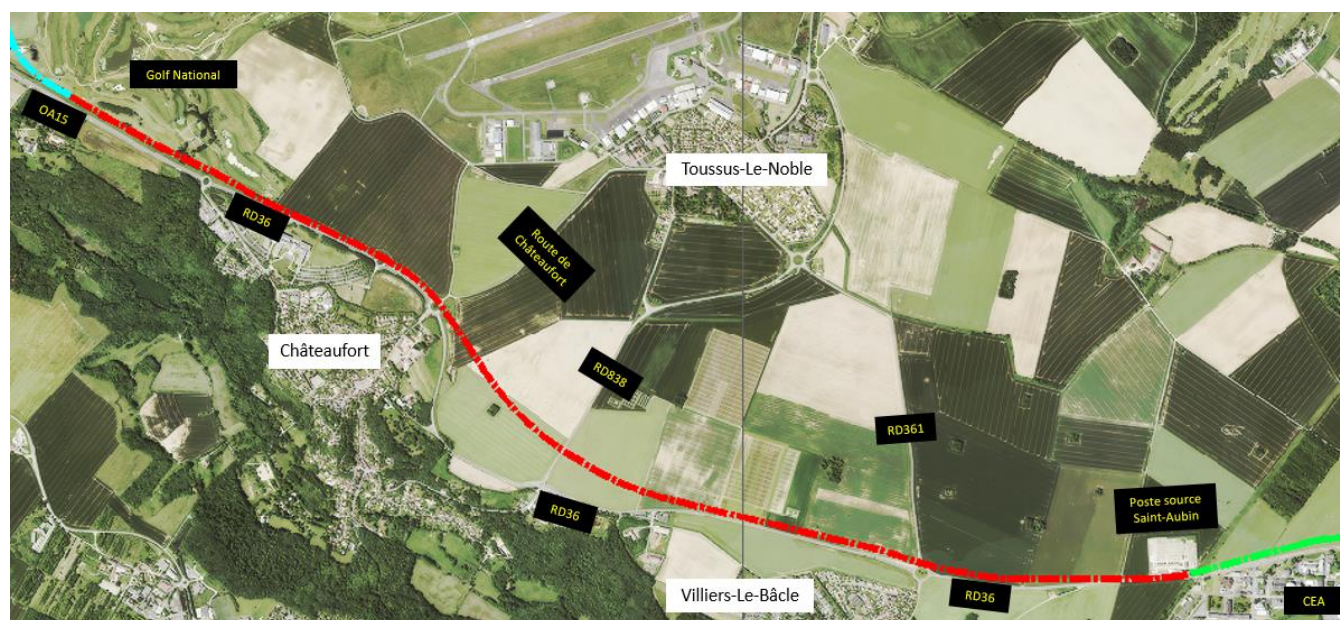 Golf National
OA15
Toussus-Le-Noble
RD36
Route de
Châteaufort
Châteaufort
RD838
RD361
Poste source
Saint-Aubin
RD36
Villiers-Le-Bâcle
RD36
CEA